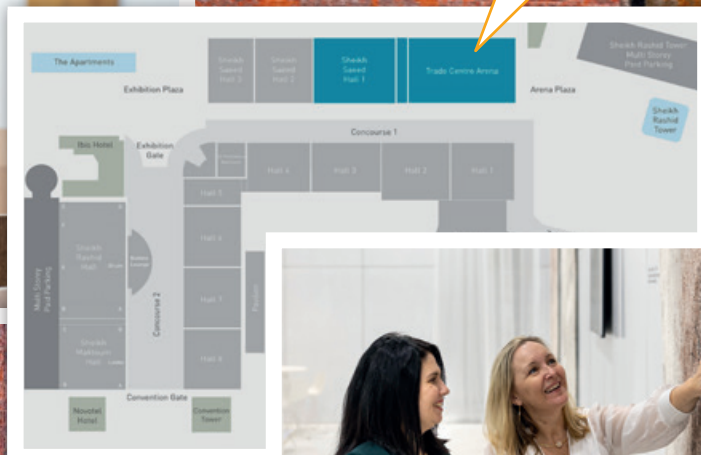 The Apartments
Exhibition Plaza
Sheikh
Saeed
Hall 3
Sheikh
Saeed
Hall 2
Sheikh
Saeed
Hall 1
Trade Centre Arena
Arena Plaza
Sheikh Rashid Tower
Multi Storey
Paid Parking
Sheikh
Rashid
Tower
Concourse 1
Ibis Hotel
Exhibition
Gate
Hall 4
Hall 3
Hall 2
Hall 1
Hall 5
Hall 6
Hall 7
Hall 8
Multi Storey
Paid Parking
Sheikh
Rashid
Hall
Concourse 2
Sheikh
Maktoum
Hall
Convention Gate
Novotel
Hotel
Convention
Tower